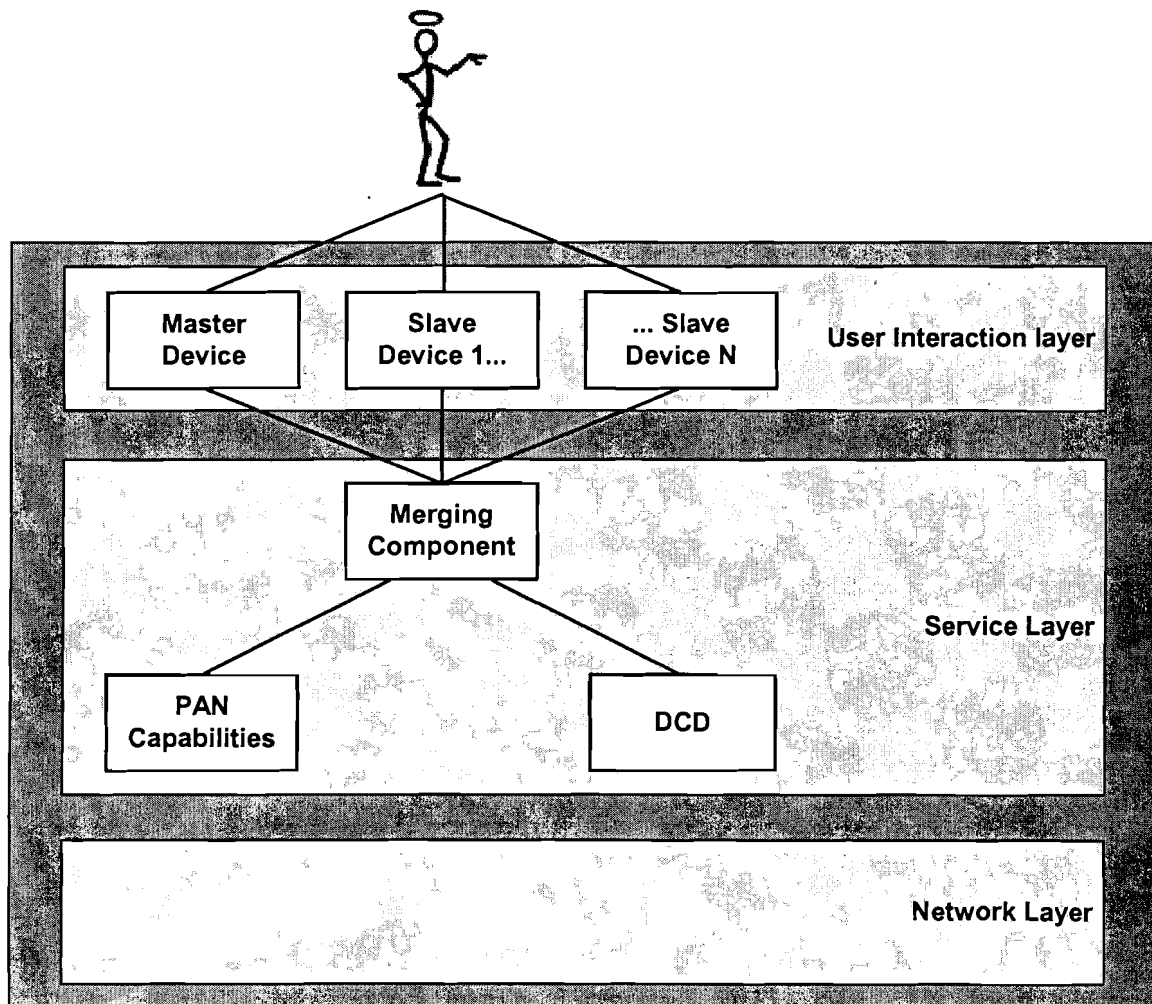 Master
Device
Slave
Device 1...
... Slave
Device N
User Interaction layer
Merging
Component
Service Layer
PAN
Capabilities
DCD
Network Layer